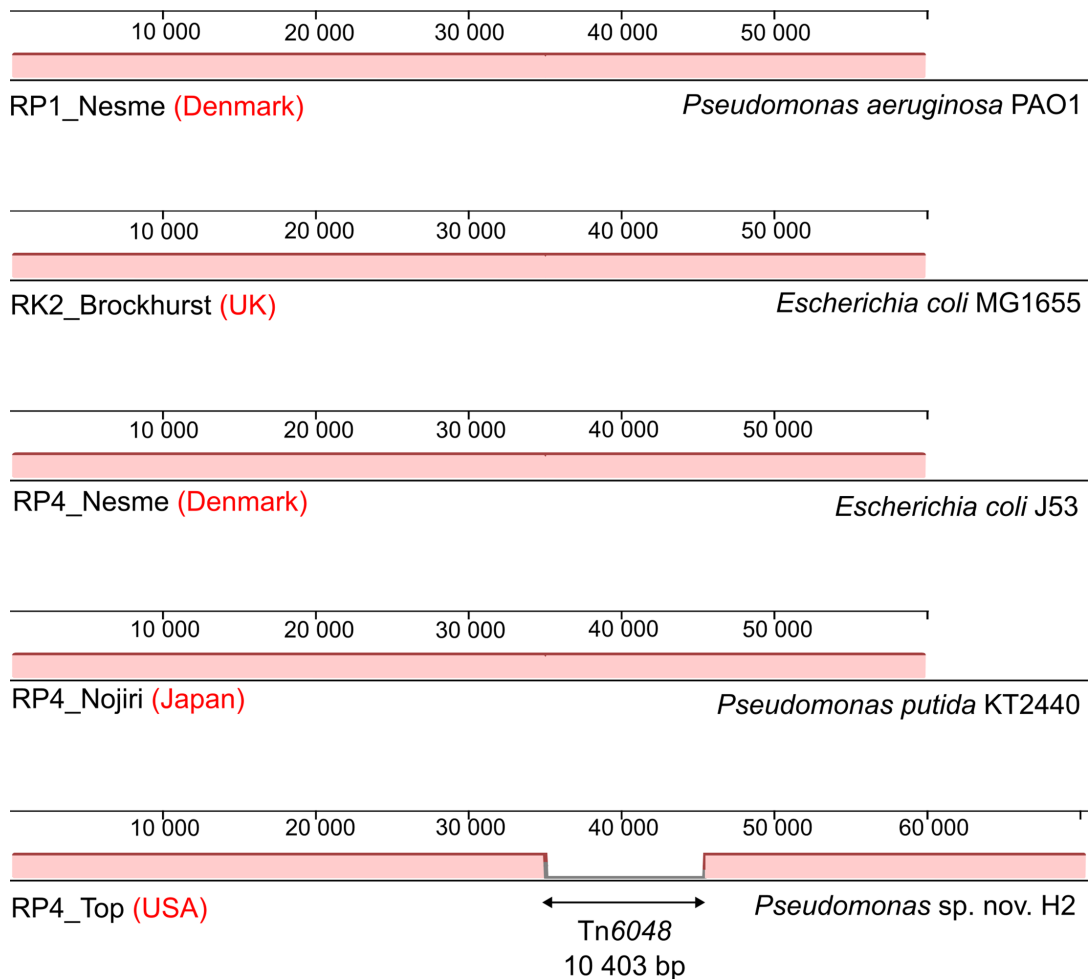 10 000 20 000 30 000 40 000 50 000
RP1_Nesme (Denmark) Pseudomonas aeruginosa PAO1
10 000 20 000 30 000 40 000 50 000
RK2_Brockhurst (UK) Escherichia coli MG1655
10 000 20 000 30 000 40 000 50 000
RP4_Nesme (Denmark) Escherichia coli J53
10 000 20 000 30 000 40 000 50 000
RP4_Nojiri (Japan) Pseudomonas putida KT2440
10 000 20 000 30 000 40 000 50 000 60 000
RP4_Top (USA) Pseudomonas sp. nov. H2
Tn6048
10 403 bp